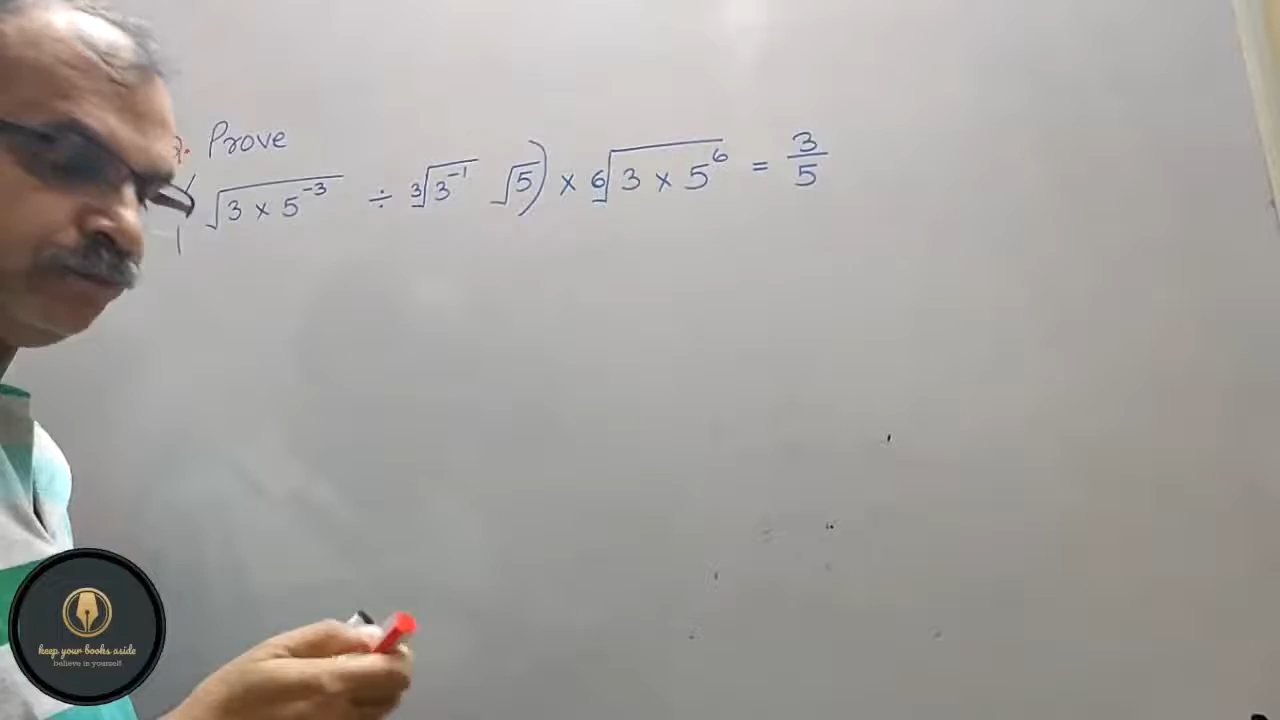 Q. Prove
(√(3 × 5⁻³) ÷ ³√(3⁻¹) √5) × ⁶√(3 × 5⁶) = 3/5
keep your books aside
believe in yourself